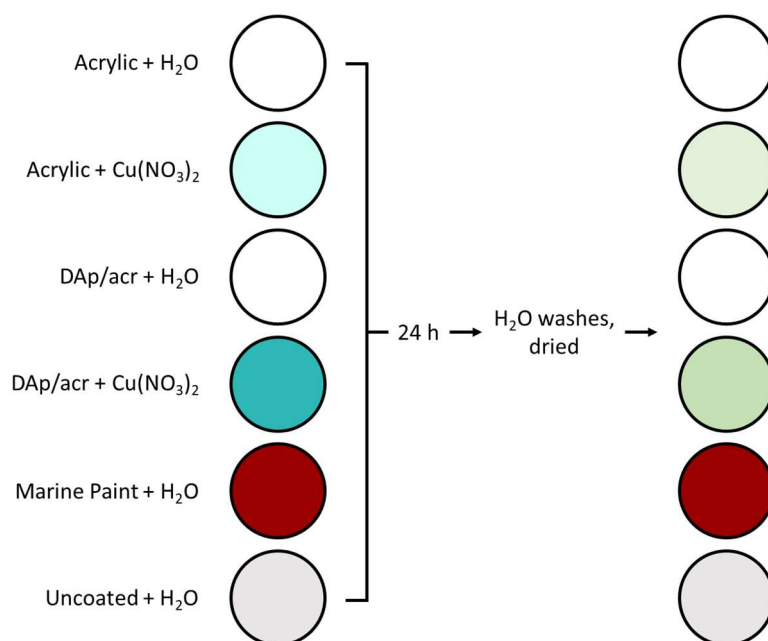 Acrylic + H₂O
Acrylic + Cu(NO₃)₂
DAp/acr + H₂O
DAp/acr + Cu(NO₃)₂
Marine Paint + H₂O
Uncoated + H₂O
24 h
H₂O washes,
dried